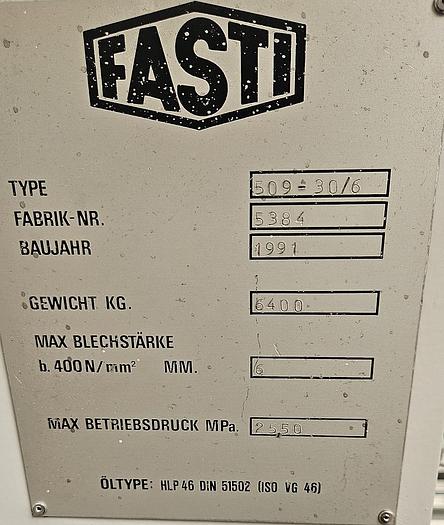 FASTI
TYPE 509-30/6
FABRIK-NR. 5384
BAUJAHR 1991
GEWICHT KG. 6400
MAX BLECHSTÄRKE
b. 400 N/mm² MM. 6
MAX BETRIEBSDRUCK MPa. 2550
ÖLTYPE: HLP 46 DIN 51502 (ISO VG 46)